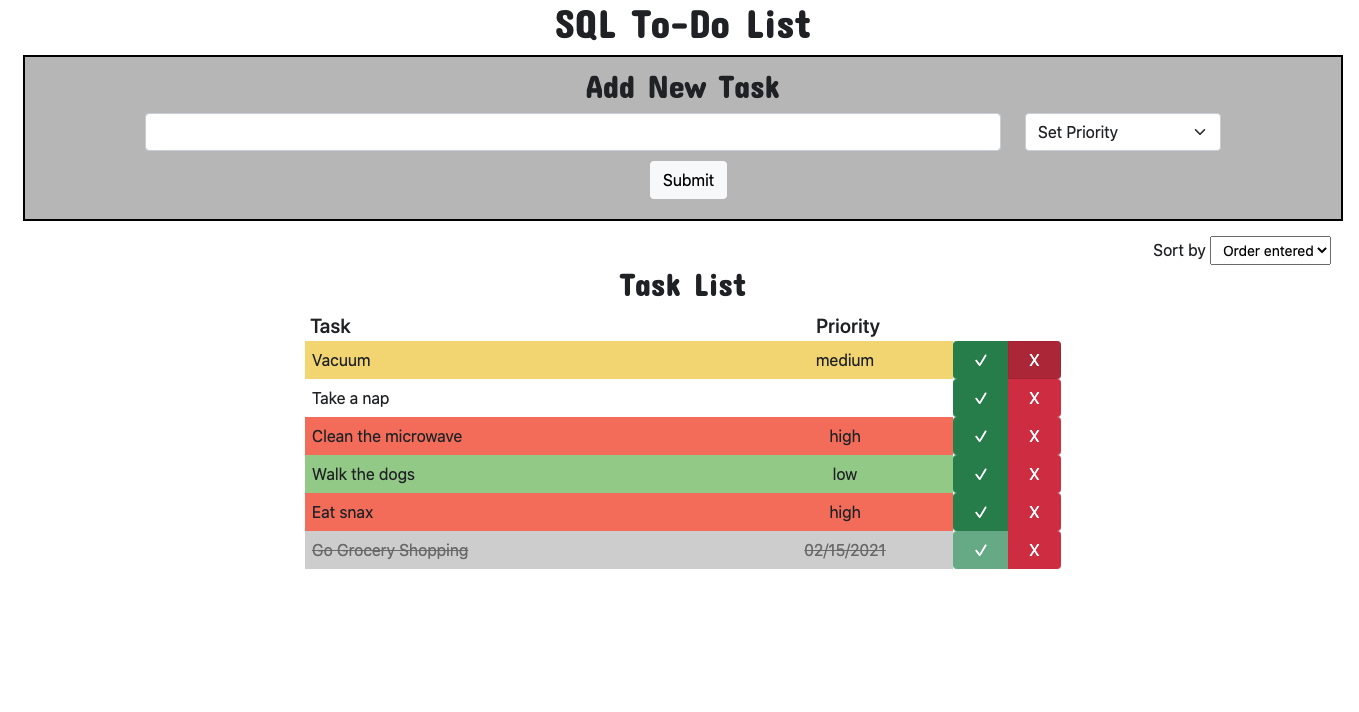 SQL To-Do List
Add New Task
Set Priority
Submit
Sort by Order entered
Task List
Task Priority
Vacuum medium ✓ X
Take a nap ✓ X
Clean the microwave high ✓ X
Walk the dogs low ✓ X
Eat snax high ✓ X
Go Grocery Shopping 02/15/2021 ✓ X